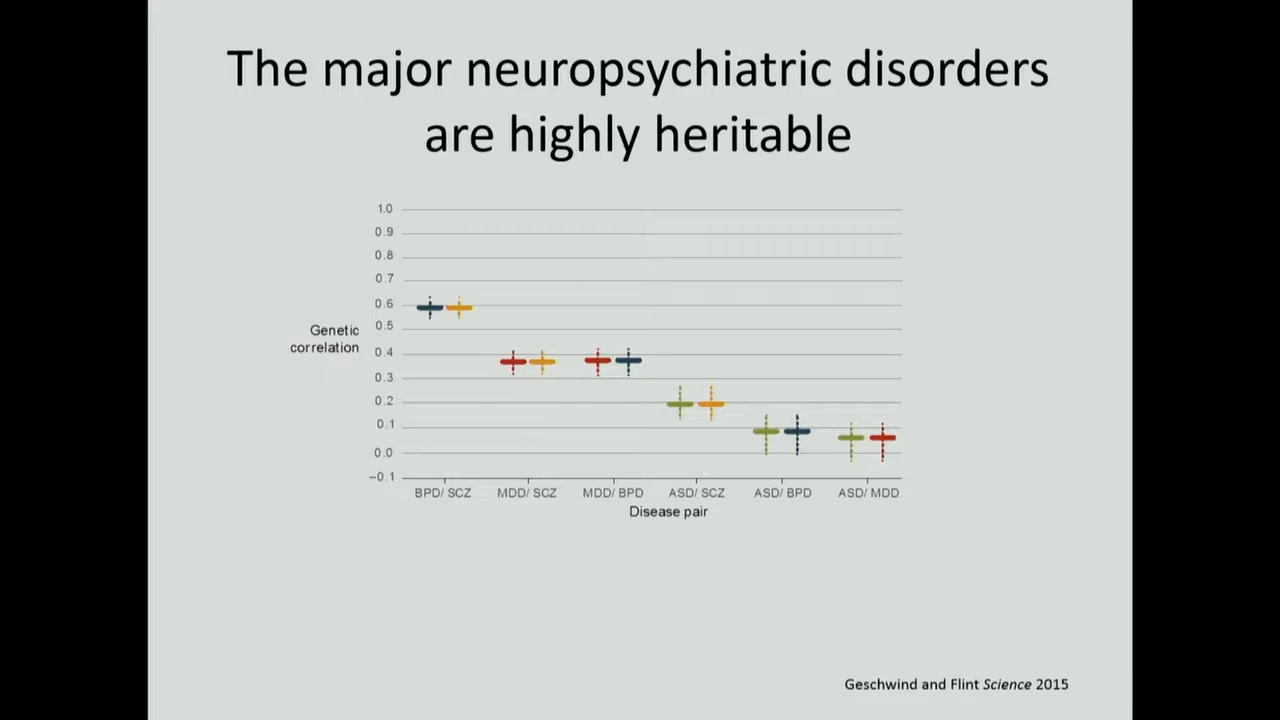 The major neuropsychiatric disorders
are highly heritable
1.0
0.9
0.8
0.7
0.6
0.5
0.4
0.3
0.2
0.1
0.0
−0.1
Genetic
correlation
BPD/ SCZ
MDD/ SCZ
MDD/ BPD
ASD/ SCZ
ASD/ BPD
ASD/ MDD
Disease pair
Geschwind and Flint Science 2015